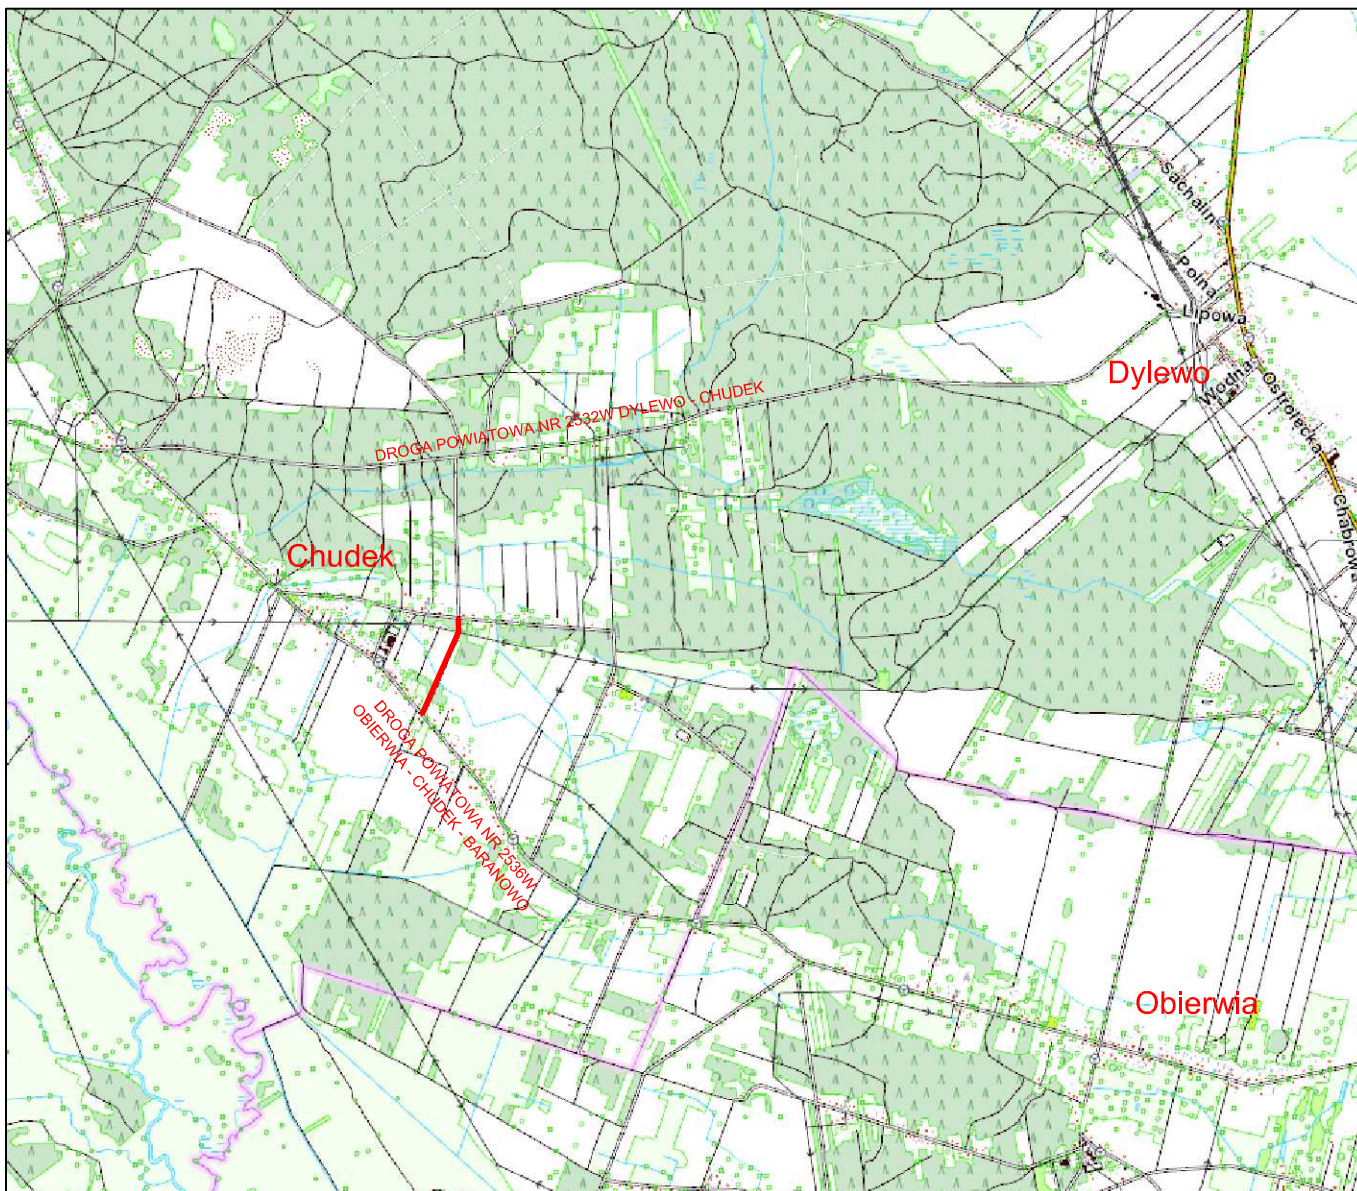 Sachalin
Polna
Lipowa
Dylewo
Wodna
Ostrołęcka
DROGA POWIATOWA NR 2532W DYLEWO - CHUDEK
Chabrowa
Chudek
DROGA POWIATOWA NR 2536W
OBIERWIA - CHUDEK - BARANOWO
Obierwia